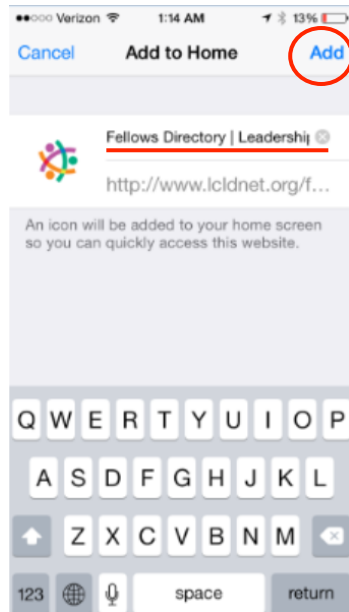 Verizon 1:14 AM 13%
Cancel Add to Home Add
Fellows Directory | Leadership
http://www.lcldnet.org/f...
An icon will be added to your home screen
so you can quickly access this website.
Q W E R T Y U I O P
A S D F G H J K L
Z X C V B N M
123 space return